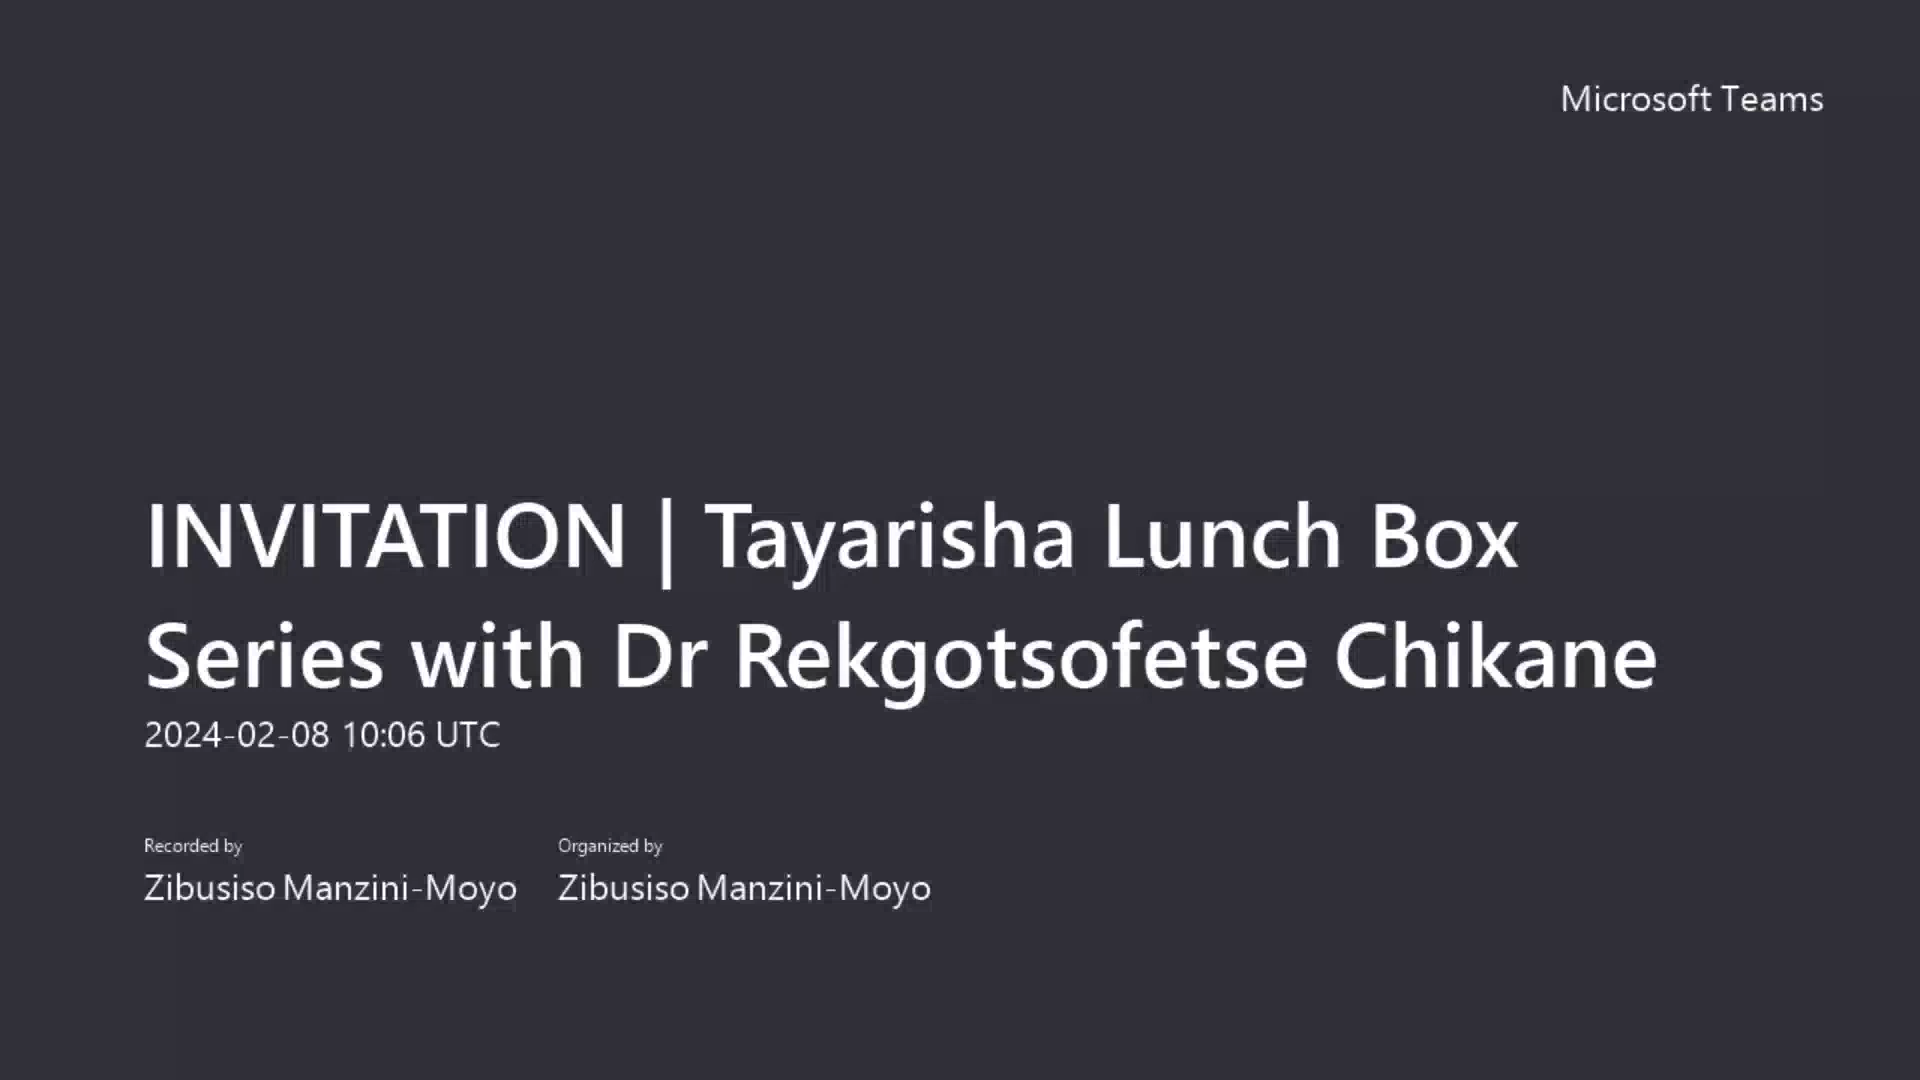 Microsoft Teams
INVITATION | Tayarisha Lunch Box
Series with Dr Rekgotsofetse Chikane
2024-02-08 10:06 UTC
Recorded by
Organized by
Zibusiso Manzini-Moyo
Zibusiso Manzini-Moyo